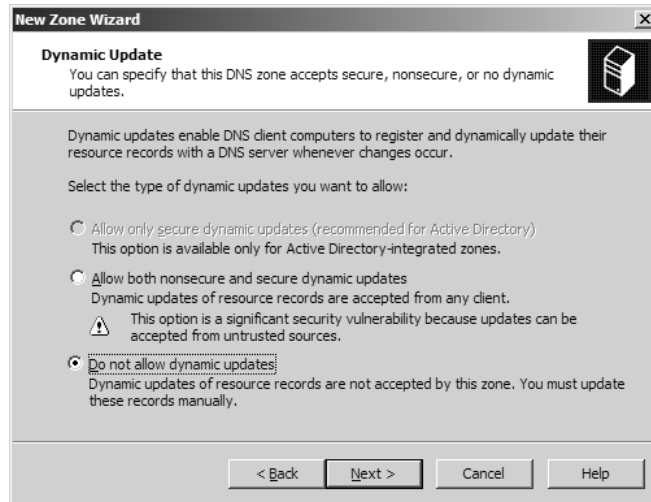 New Zone Wizard
Dynamic Update
You can specify that this DNS zone accepts secure, nonsecure, or no dynamic
updates.
Dynamic updates enable DNS client computers to register and dynamically update their
resource records with a DNS server whenever changes occur.
Select the type of dynamic updates you want to allow:
Allow only secure dynamic updates (recommended for Active Directory)
This option is available only for Active Directory-integrated zones.
Allow both nonsecure and secure dynamic updates
Dynamic updates of resource records are accepted from any client.
This option is a significant security vulnerability because updates can be
accepted from untrusted sources.
Do not allow dynamic updates
Dynamic updates of resource records are not accepted by this zone. You must update
these records manually.
< Back Next > Cancel Help